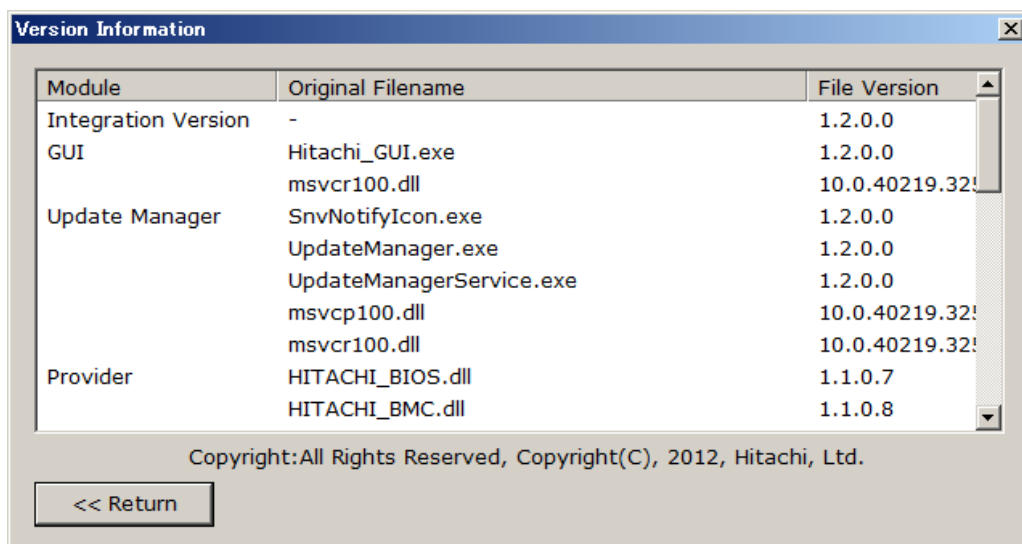 Version Information
Module Original Filename File Version
Integration Version - 1.2.0.0
GUI Hitachi_GUI.exe 1.2.0.0
msvcr100.dll 10.0.40219.325
Update Manager SnvNotifyIcon.exe 1.2.0.0
UpdateManager.exe 1.2.0.0
UpdateManagerService.exe 1.2.0.0
msvcp100.dll 10.0.40219.325
msvcr100.dll 10.0.40219.325
Provider HITACHI_BIOS.dll 1.1.0.7
HITACHI_BMC.dll 1.1.0.8
Copyright:All Rights Reserved, Copyright(C), 2012, Hitachi, Ltd.
<< Return